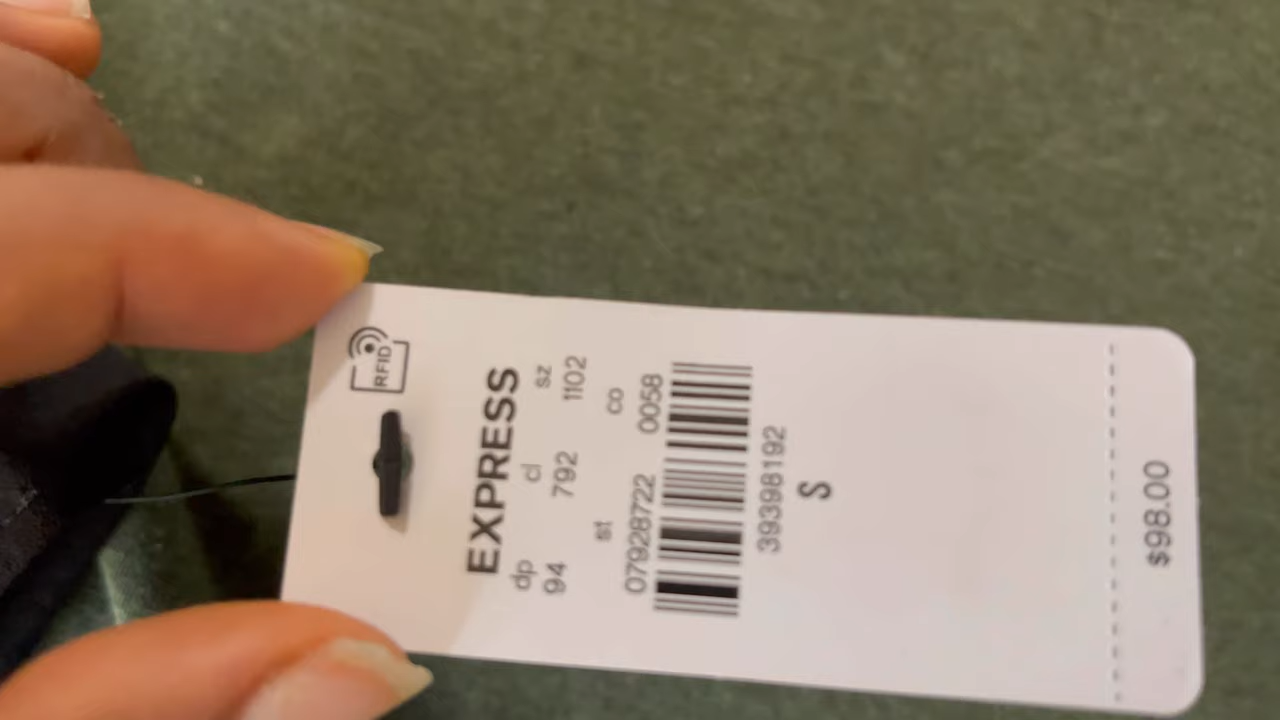 RFID
EXPRESS
dp cl sz
94 792 1102
st co
07928722 0058
39398192
S
$98.00